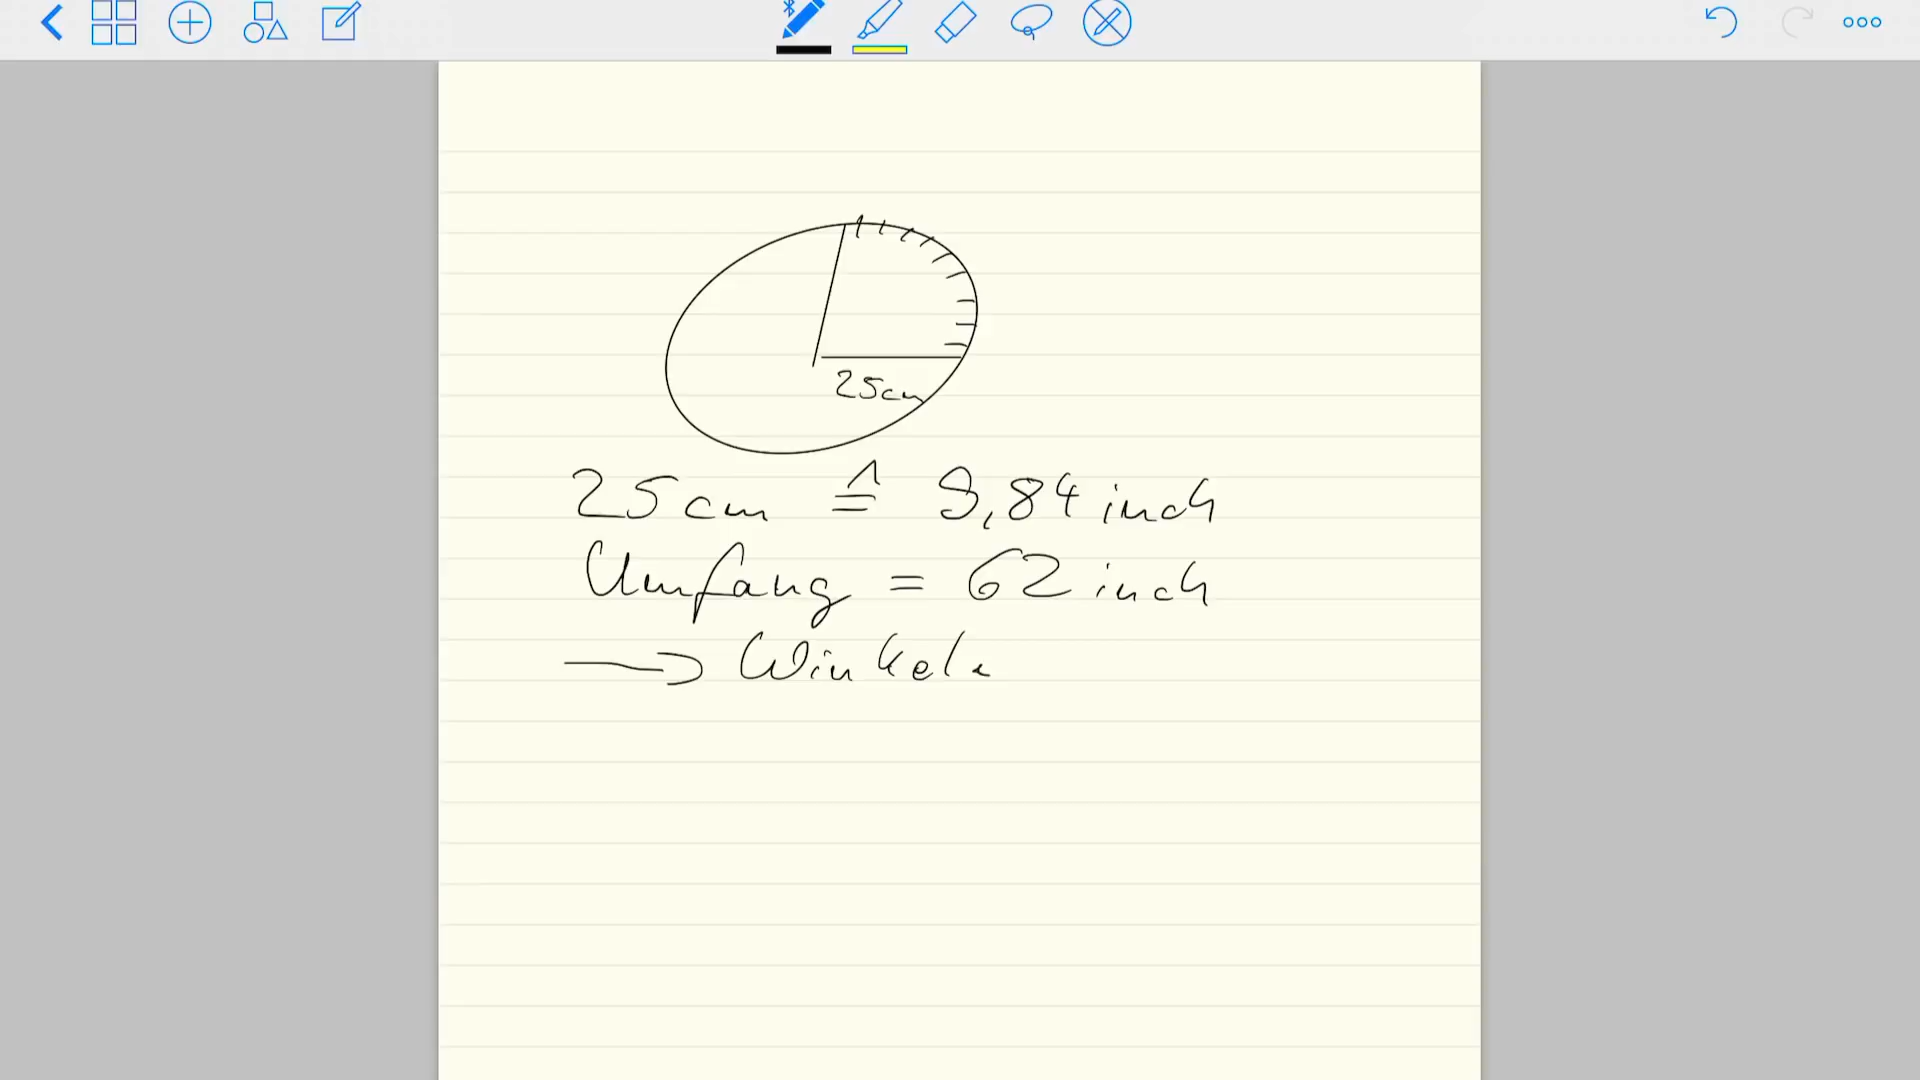 25cm
25cm ≙ 9,84 inch
Umfang = 62 inch
→ Winkel